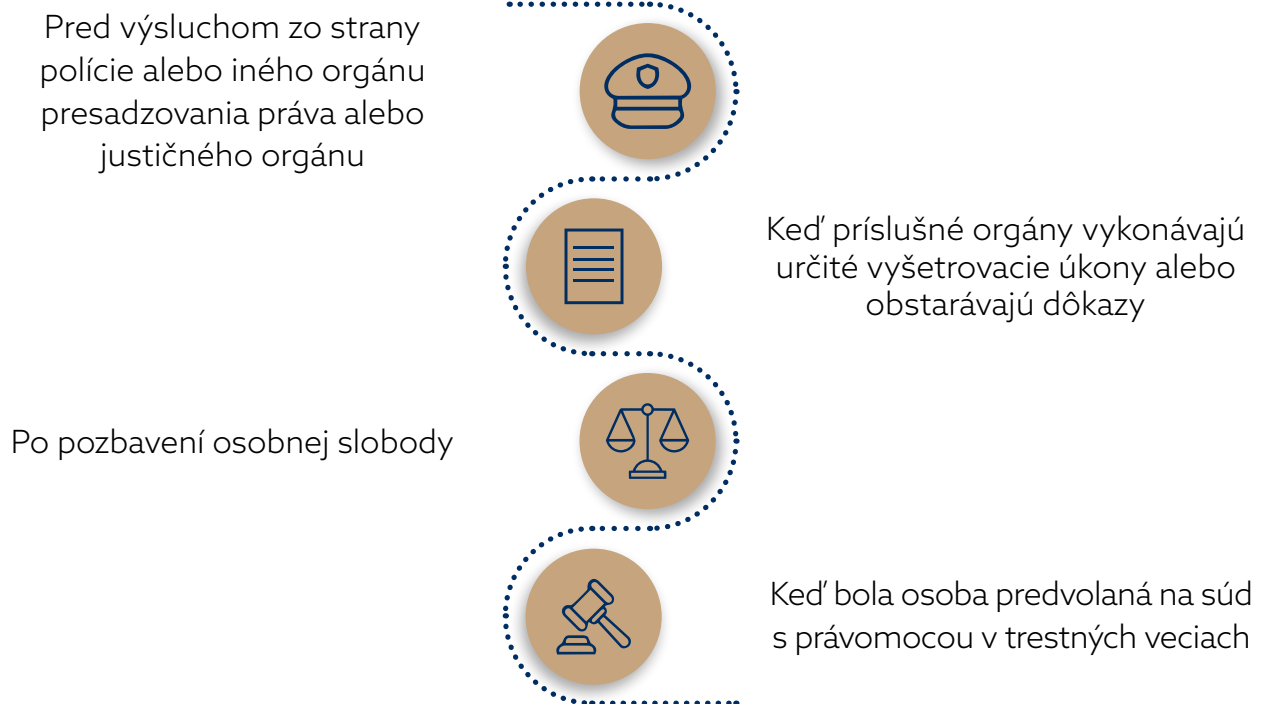 Pred výsluchom zo strany
polície alebo iného orgánu
presadzovania práva alebo
justičného orgánu
Keď príslušné orgány vykonávajú
určité vyšetrovacie úkony alebo
obstarávajú dôkazy
Po pozbavení osobnej slobody
Keď bola osoba predvolaná na súd
s právomocou v trestných veciach